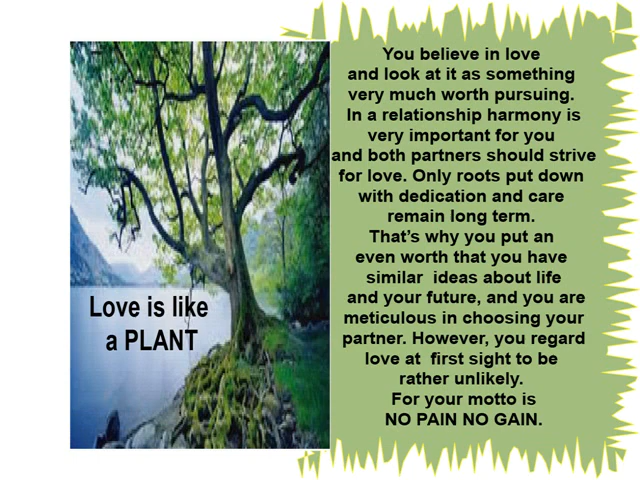 Love is like
a PLANT
You believe in love
and look at it as something
very much worth pursuing.
In a relationship harmony is
very important for you
and both partners should strive
for love. Only roots put down
with dedication and care
remain long term.
That's why you put an
even worth that you have
similar ideas about life
and your future, and you are
meticulous in choosing your
partner. However, you regard
love at first sight to be
rather unlikely.
For your motto is
NO PAIN NO GAIN.